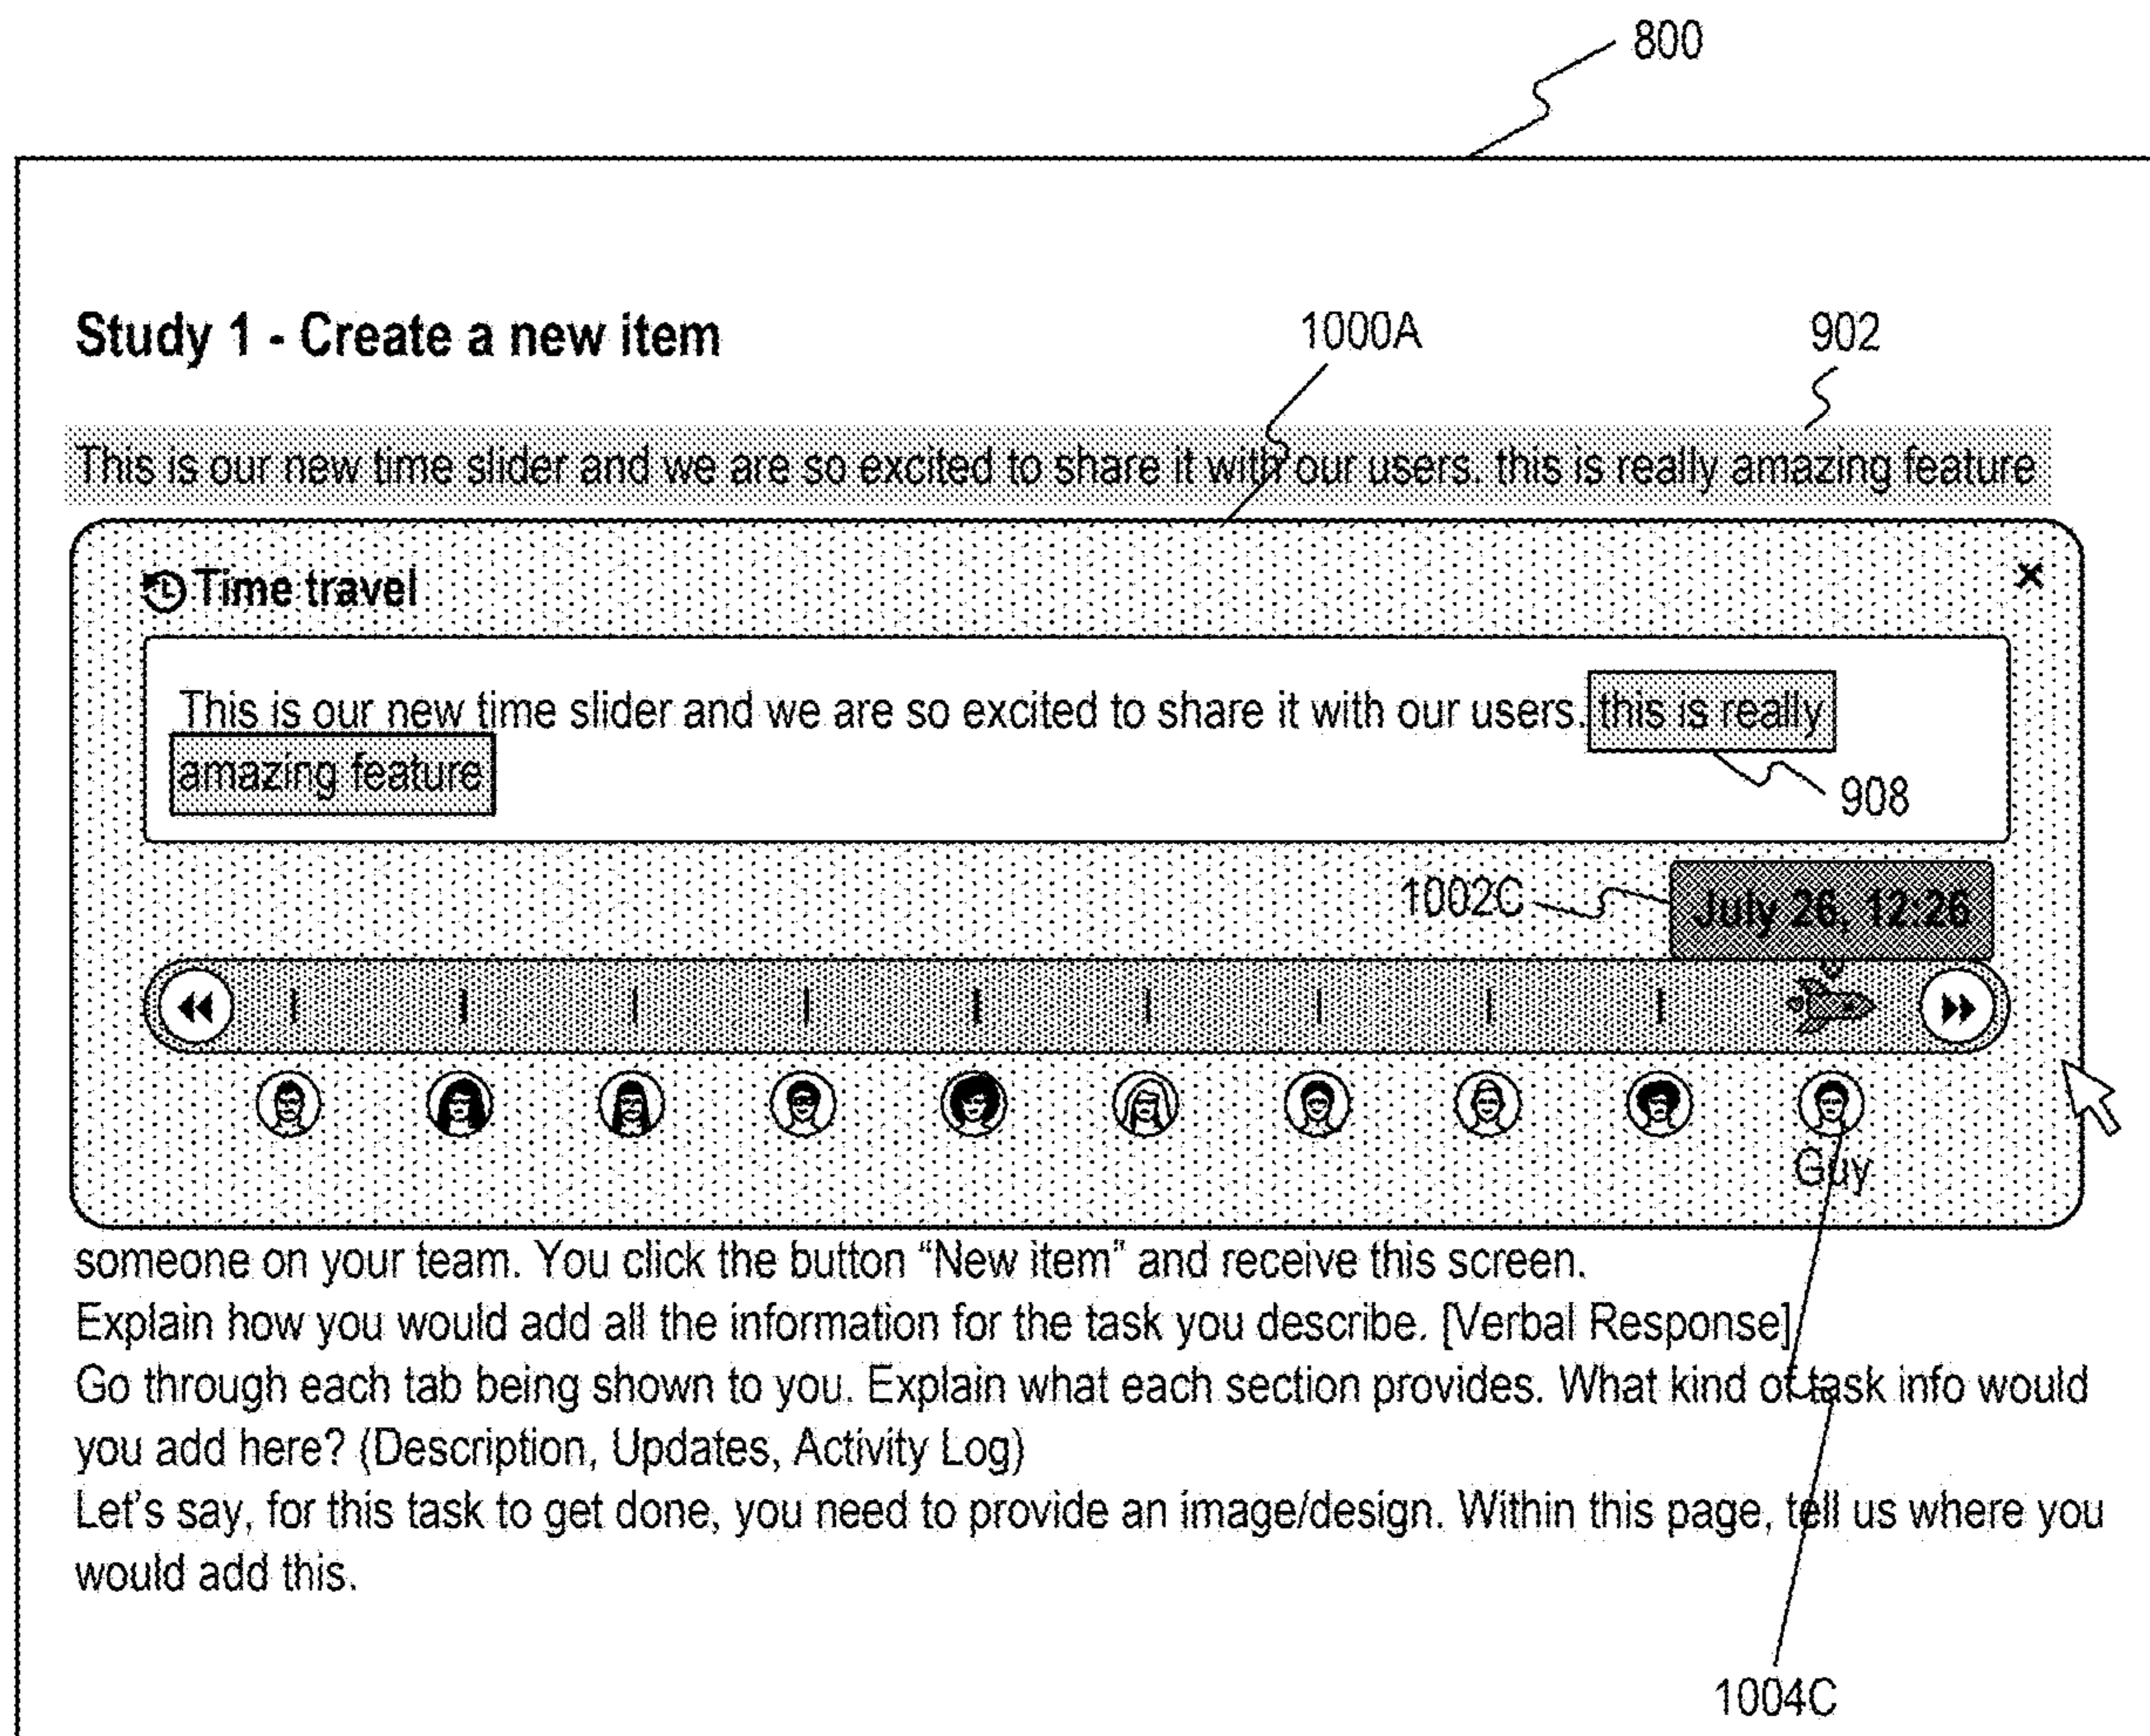 800
Study 1 - Create a new item
1000A
902
This is our new time slider and we are so excited to share it with our users. this is really amazing feature
Time travel
This is our new time slider and we are so excited to share it with our users. this is really
amazing feature
908
1002C
July 26, 12:26
Guy
someone on your team. You click the button “New item” and receive this screen.
Explain how you would add all the information for the task you describe. [Verbal Response]
Go through each tab being shown to you. Explain what each section provides. What kind of task info would
you add here? (Description, Updates, Activity Log)
Let's say, for this task to get done, you need to provide an image/design. Within this page, tell us where you
would add this.
1004C